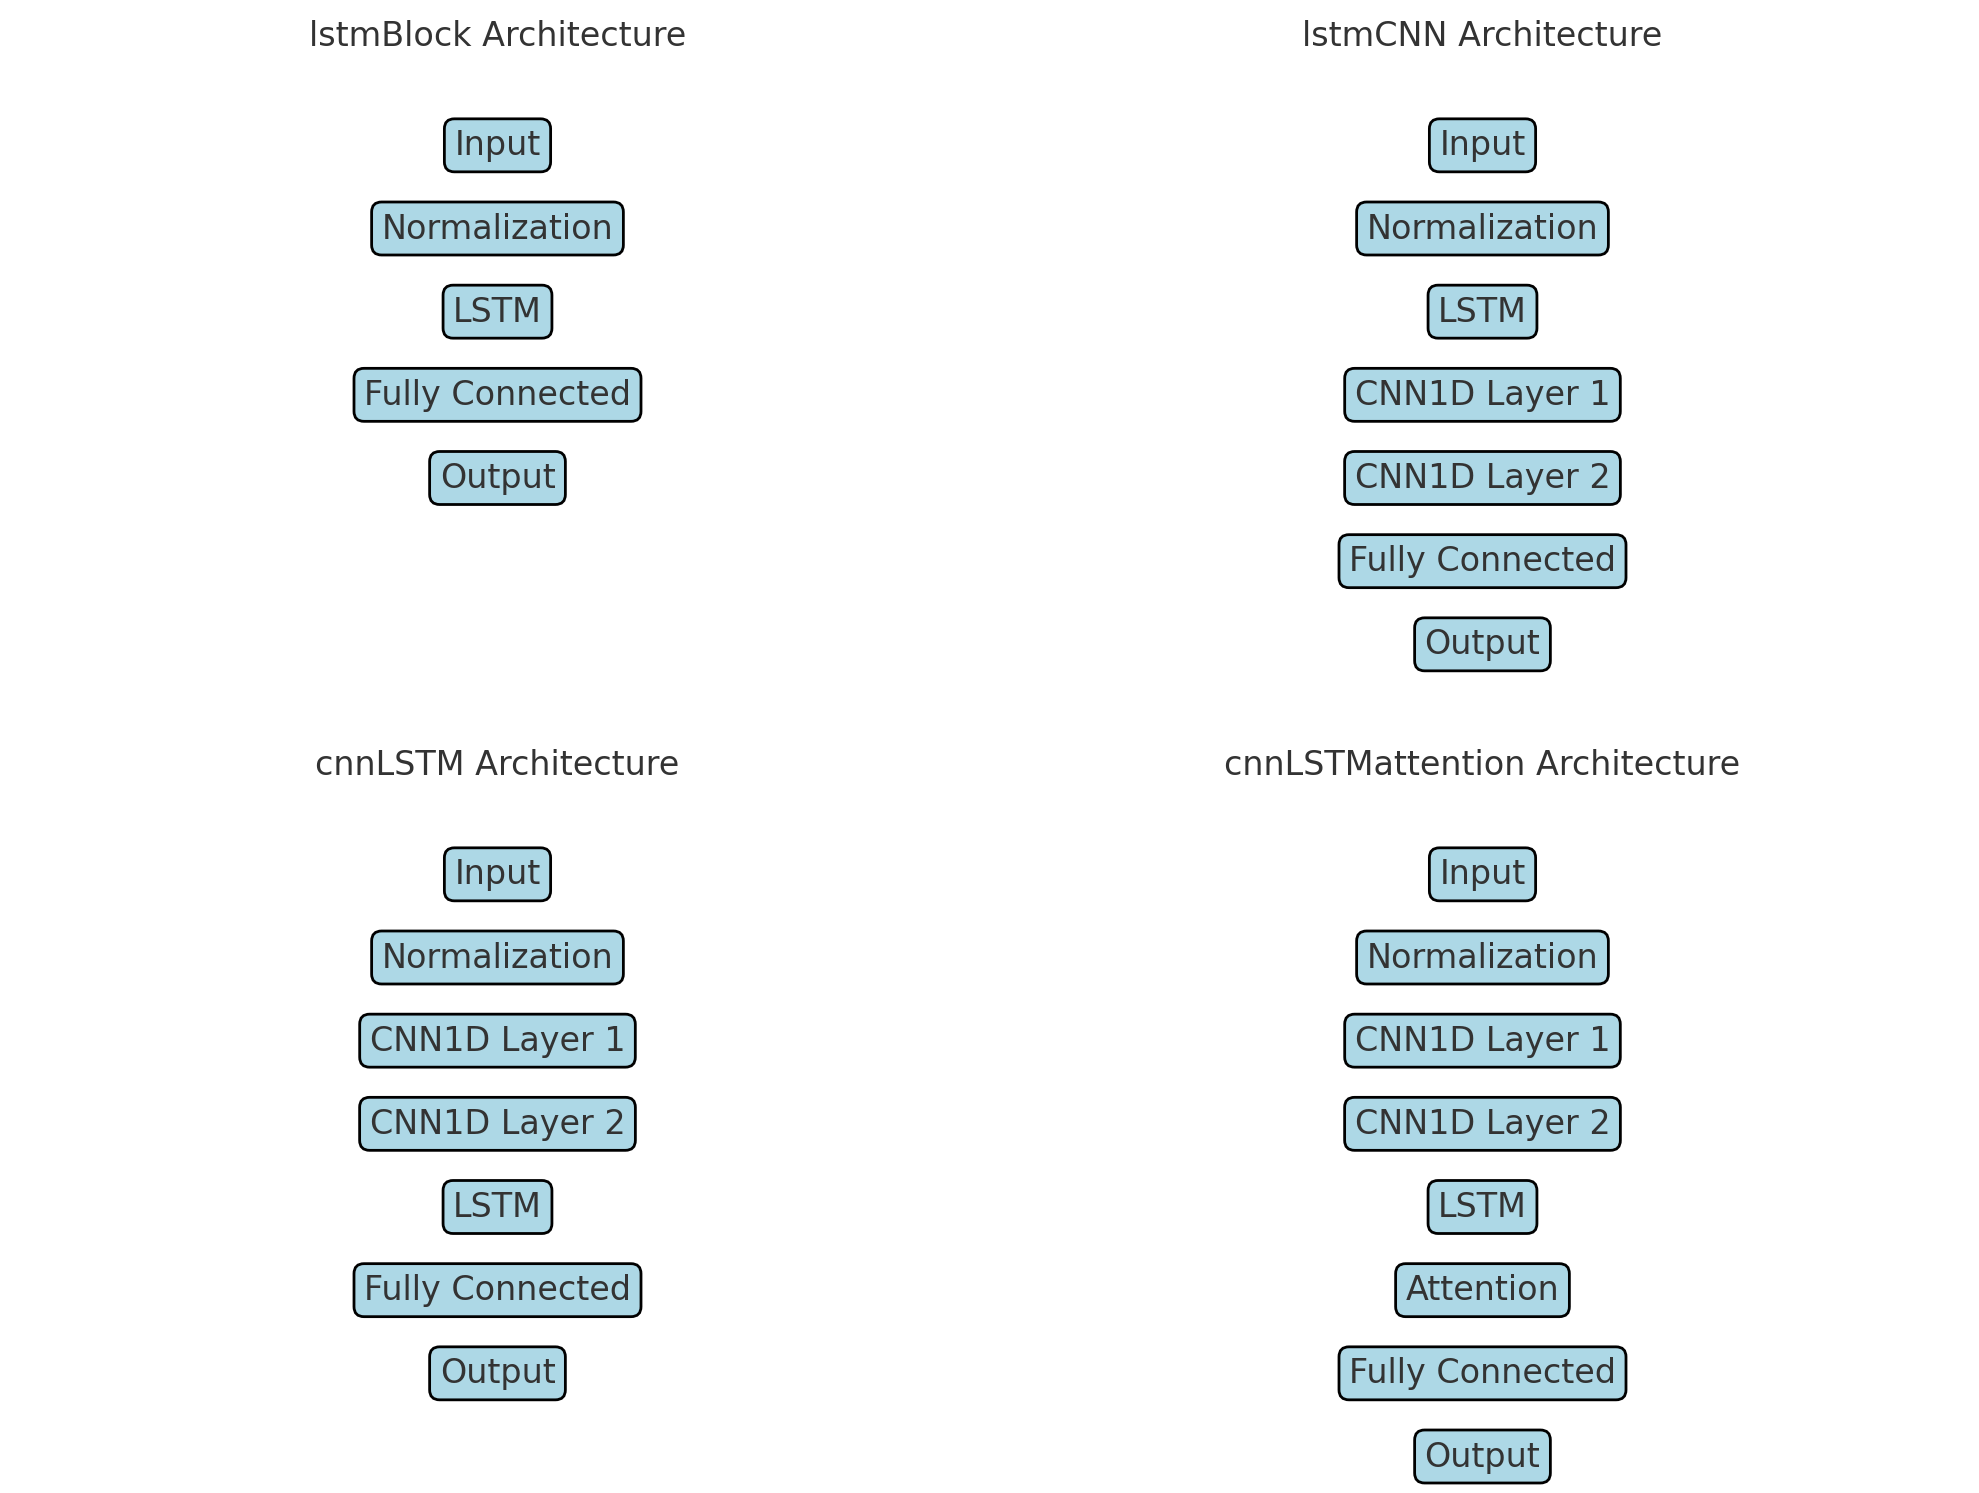 lstmBlock Architecture
Input
Normalization
LSTM
Fully Connected
Output
lstmCNN Architecture
Input
Normalization
LSTM
CNN1D Layer 1
CNN1D Layer 2
Fully Connected
Output
cnnLSTM Architecture
Input
Normalization
CNN1D Layer 1
CNN1D Layer 2
LSTM
Fully Connected
Output
cnnLSTMattention Architecture
Input
Normalization
CNN1D Layer 1
CNN1D Layer 2
LSTM
Attention
Fully Connected
Output